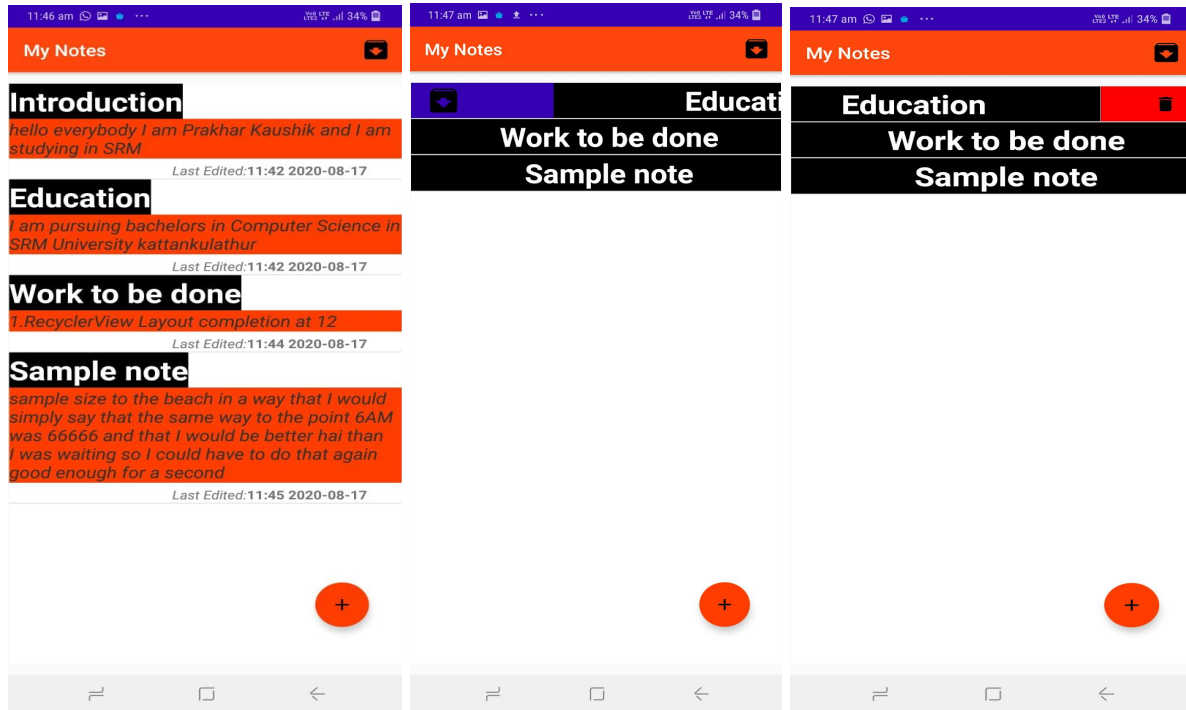 11:46 am ... VoO LTE LTE2 34%
My Notes
Introduction
hello everybody I am Prakhar Kaushik and I am
studying in SRM
Last Edited:11:42 2020-08-17
Education
I am pursuing bachelors in Computer Science in
SRM University kattankulathur
Last Edited:11:42 2020-08-17
Work to be done
1.RecyclerView Layout completion at 12
Last Edited:11:44 2020-08-17
Sample note
sample size to the beach in a way that I would
simply say that the same way to the point 6AM
was 66666 and that I would be better hai than
I was waiting so I could have to do that again
good enough for a second
Last Edited:11:45 2020-08-17
+
11:47 am ... LTE LTE2 34%
My Notes
Educati
Work to be done
Sample note
+
11:47 am ... LTE LTE2 34%
My Notes
Education
Work to be done
Sample note
+